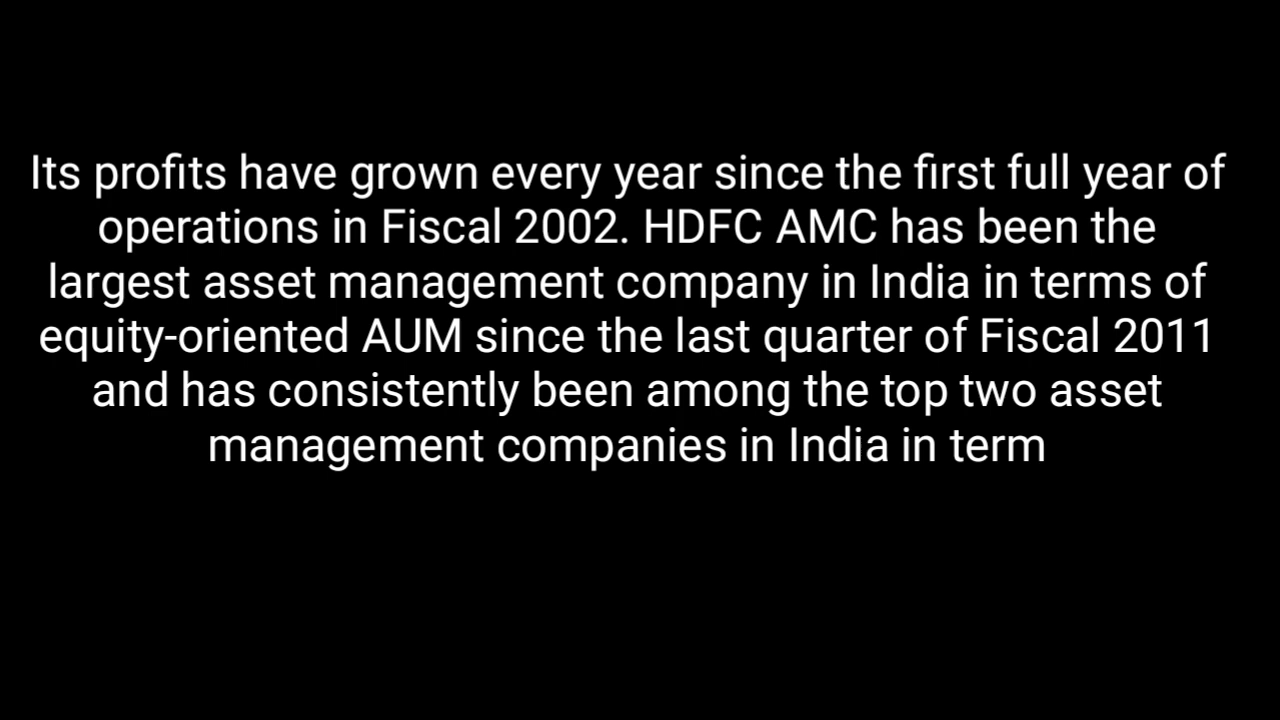 Its profits have grown every year since the first full year of
operations in Fiscal 2002. HDFC AMC has been the
largest asset management company in India in terms of
equity-oriented AUM since the last quarter of Fiscal 2011
and has consistently been among the top two asset
management companies in India in term